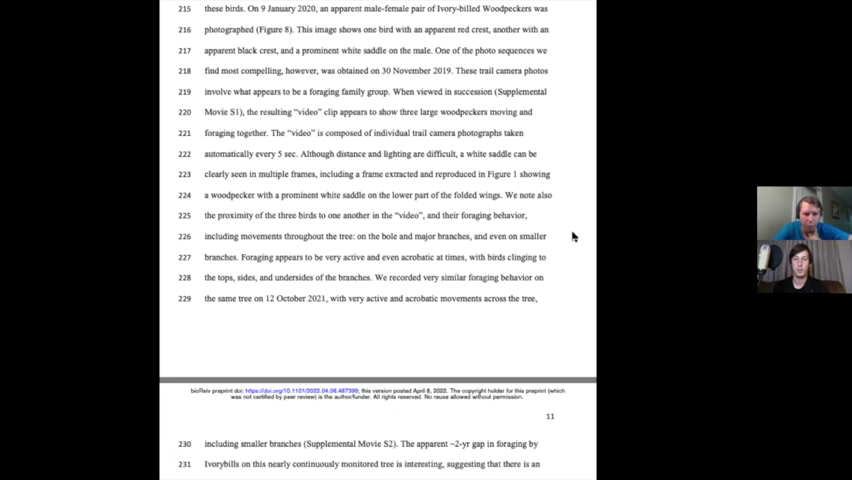 215 these birds. On 9 January 2020, an apparent male-female pair of Ivory-billed Woodpeckers was
216 photographed (Figure 8). This image shows one bird with an apparent red crest, another with an
217 apparent black crest, and a prominent white saddle on the male. One of the photo sequences we
218 find most compelling, however, was obtained on 30 November 2019. These trail camera photos
219 involve what appears to be a foraging family group. When viewed in succession (Supplemental
220 Movie S1), the resulting “video” clip appears to show three large woodpeckers moving and
221 foraging together. The “video” is composed of individual trail camera photographs taken
222 automatically every 5 sec. Although distance and lighting are difficult, a white saddle can be
223 clearly seen in multiple frames, including a frame extracted and reproduced in Figure 1 showing
224 a woodpecker with a prominent white saddle on the lower part of the folded wings. We note also
225 the proximity of the three birds to one another in the “video”, and their foraging behavior,
226 including movements throughout the tree: on the bole and major branches, and even on smaller
227 branches. Foraging appears to be very active and even acrobatic at times, with birds clinging to
228 the tops, sides, and undersides of the branches. We recorded very similar foraging behavior on
229 the same tree on 12 October 2021, with very active and acrobatic movements across the tree,
bioRxiv preprint doi: https://doi.org/10.1101/2022.04.06.487399; this version posted April 8, 2022. The copyright holder for this preprint (which
was not certified by peer review) is the author/funder. All rights reserved. No reuse allowed without permission.
11
230 including smaller branches (Supplemental Movie S2). The apparent ~2-yr gap in foraging by
231 Ivorybills on this nearly continuously monitored tree is interesting, suggesting that there is an